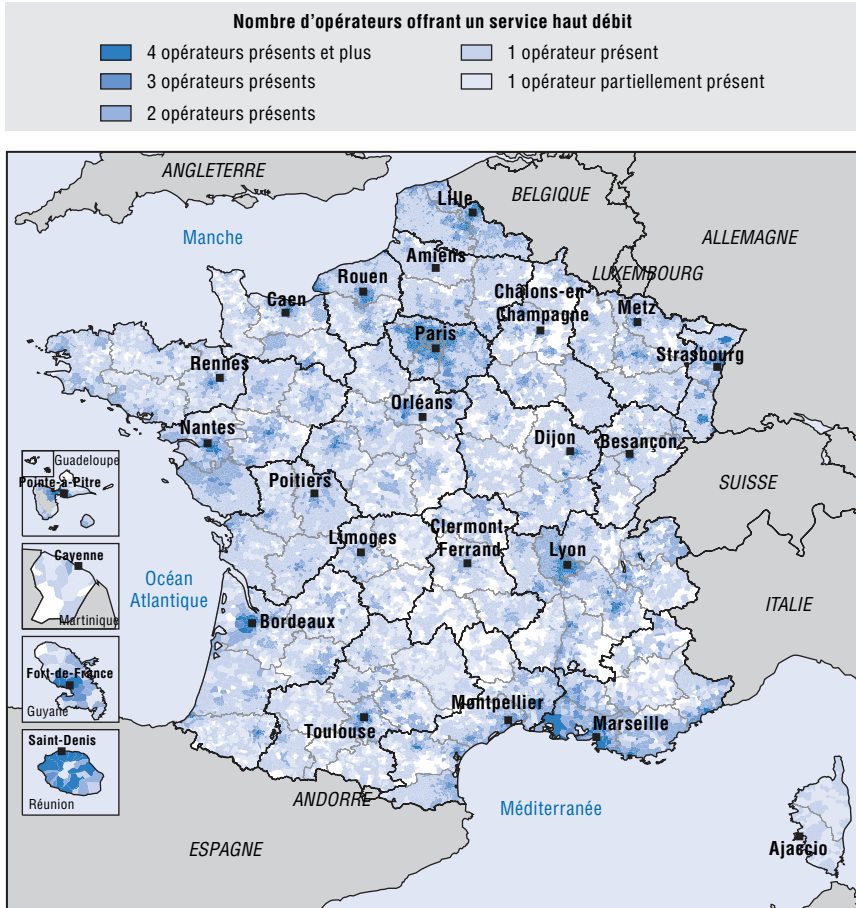 Nombre d'opérateurs offrant un service haut débit
4 opérateurs présents et plus
3 opérateurs présents
2 opérateurs présents
1 opérateur présent
1 opérateur partiellement présent
ANGLETERRE
BELGIQUE
ALLEMAGNE
Lille
Manche
Amiens
LUXEMBOURG
Rouen
Châlons-en-
Champagne
Caen
Metz
Paris
Strasbourg
Rennes
Orléans
Nantes
Dijon
Besançon
Guadeloupe
Pointe-à-Pitre
Poitiers
SUISSE
Limoges
Clermont-
Ferrand
Lyon
Cayenne
Martinique
Océan
Atlantique
ITALIE
Bordeaux
Fort-de-France
Guyane
Montpellier
Toulouse
Marseille
Saint-Denis
Réunion
ANDORRE
Méditerranée
ESPAGNE
Ajaccio